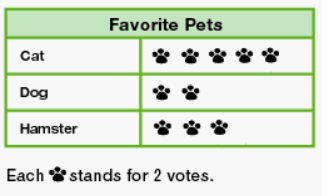 Favorite Pets
Cat
Dog
Hamster
Each stands for 2 votes.